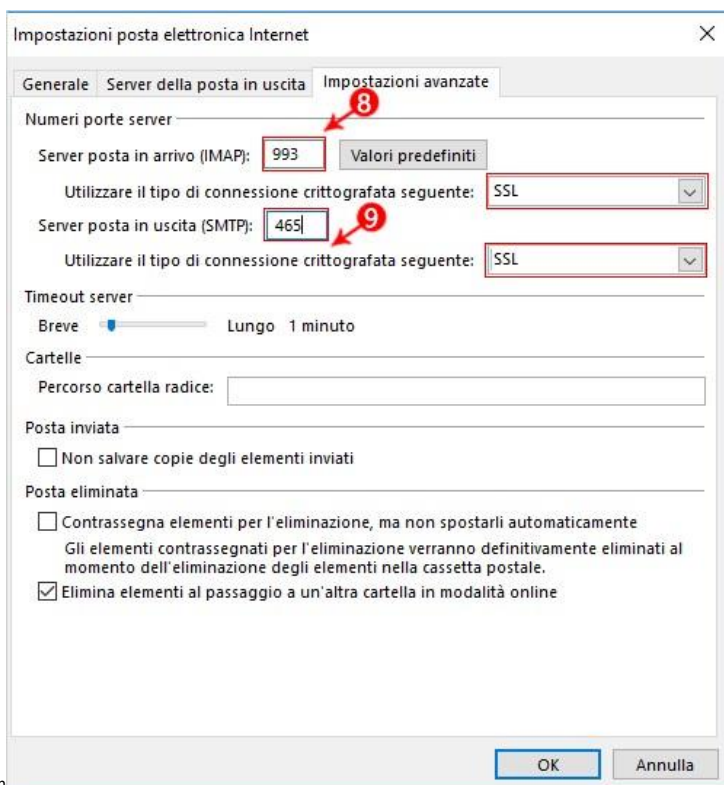 Impostazioni posta elettronica Internet
Generale Server della posta in uscita Impostazioni avanzate
8
Numeri porte server
Server posta in arrivo (IMAP): 993 Valori predefiniti
Utilizzare il tipo di connessione crittografata seguente: SSL
9
Server posta in uscita (SMTP): 465
Utilizzare il tipo di connessione crittografata seguente: SSL
Timeout server
Breve Lungo 1 minuto
Cartelle
Percorso cartella radice:
Posta inviata
Non salvare copie degli elementi inviati
Posta eliminata
Contrassegna elementi per l'eliminazione, ma non spostarli automaticamente
Gli elementi contrassegnati per l'eliminazione verranno definitivamente eliminati al
momento dell'eliminazione degli elementi nella cassetta postale.
Elimina elementi al passaggio a un'altra cartella in modalità online
OK Annulla